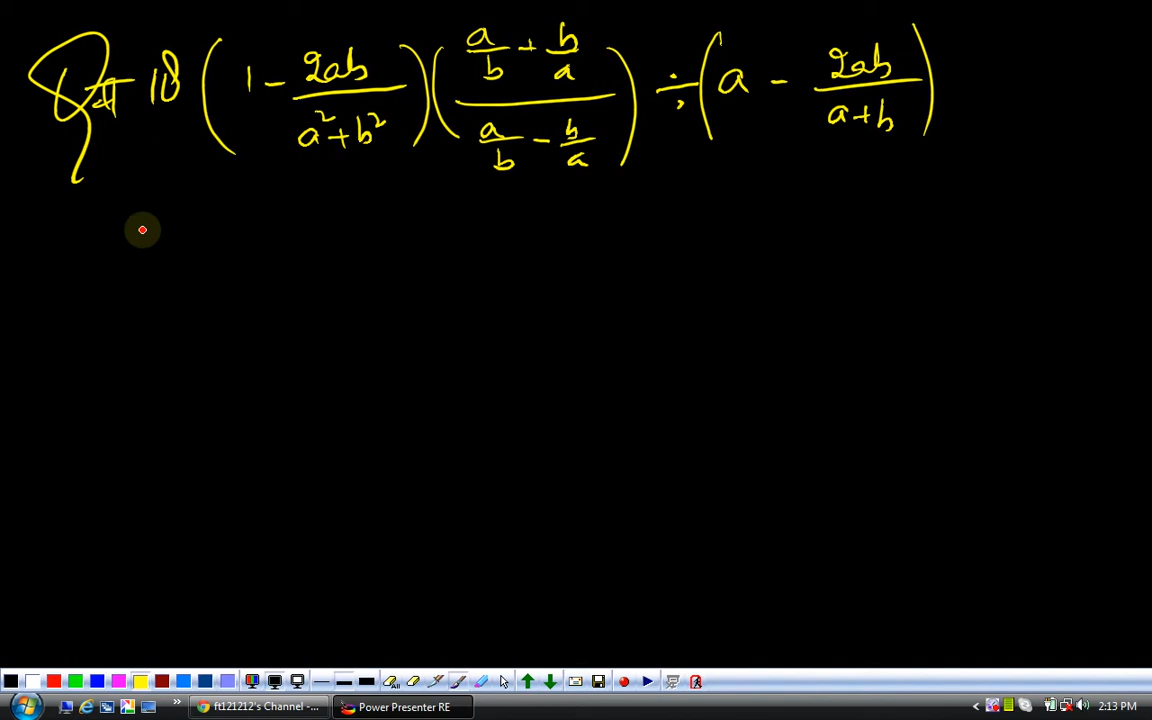 Q# 18 (1 - 2ab/(a²+b²)) ((a/b + b/a)/(a/b - b/a)) ÷ (a - 2ab/(a+b))
» ft121212's Channel -... Power Presenter RE < 2:13 PM